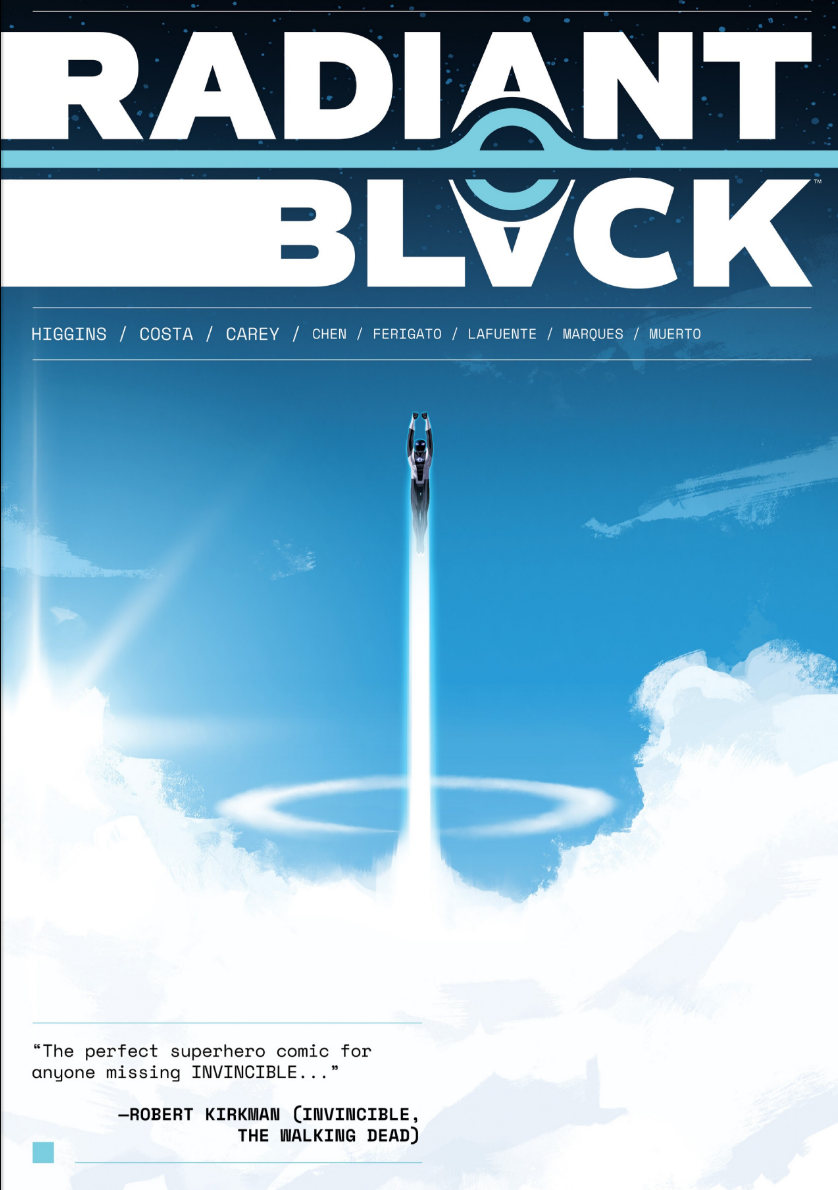 RADIANT
BLACK™
HIGGINS / COSTA / CAREY / CHEN / FERIGATO / LAFUENTE / MARQUES / MUERTO
“The perfect superhero comic for
anyone missing INVINCIBLE...”
—ROBERT KIRKMAN (INVINCIBLE,
THE WALKING DEAD)